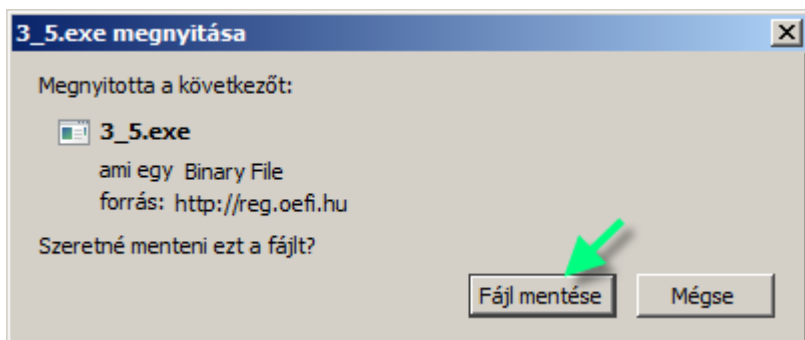 3_5.exe megnyitása
Megnyitotta a következőt:
3_5.exe
ami egy Binary File
forrás: http://reg.oefi.hu
Szeretné menteni ezt a fájlt?
Fájl mentése Mégse